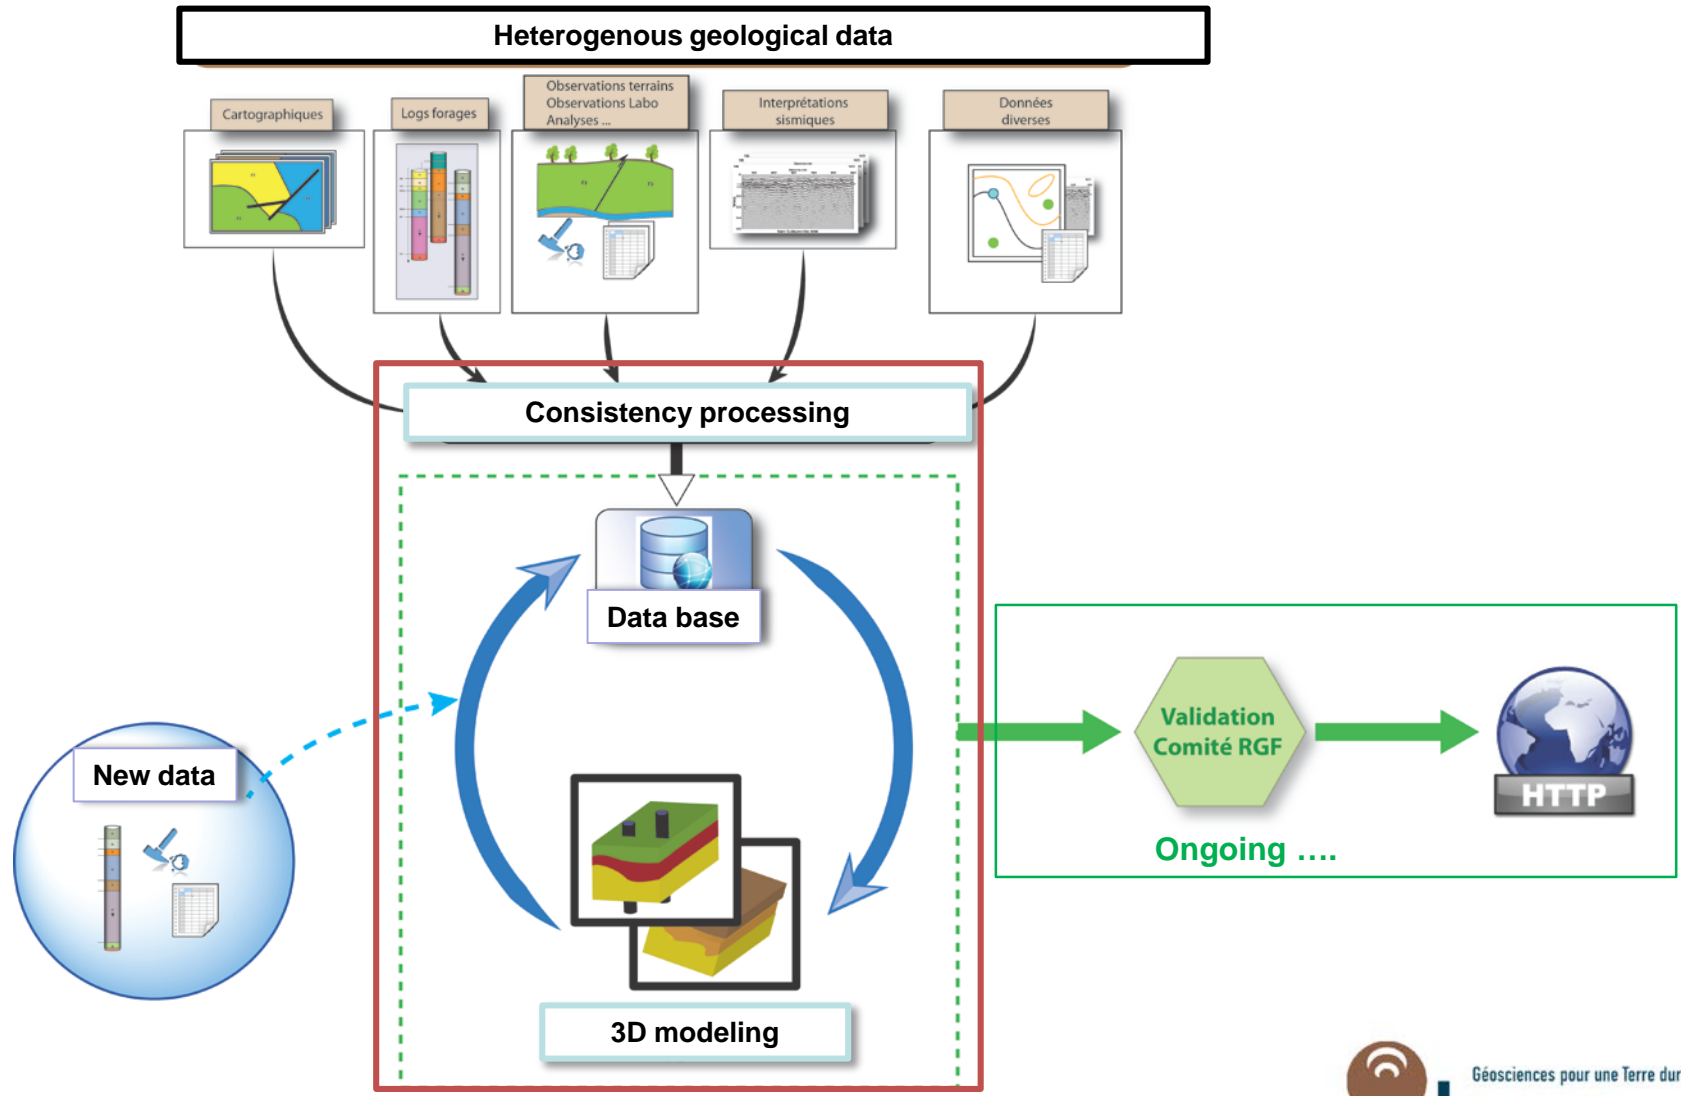 Heterogenous geological data
Cartographiques
Logs forages
Observations terrains
Observations Labo
Analyses ...
Interprétations
sismiques
Données
diverses
Consistency processing
Data base
New data
Validation
Comité RGF
HTTP
Ongoing ....
3D modeling
Géosciences pour une Terre dur